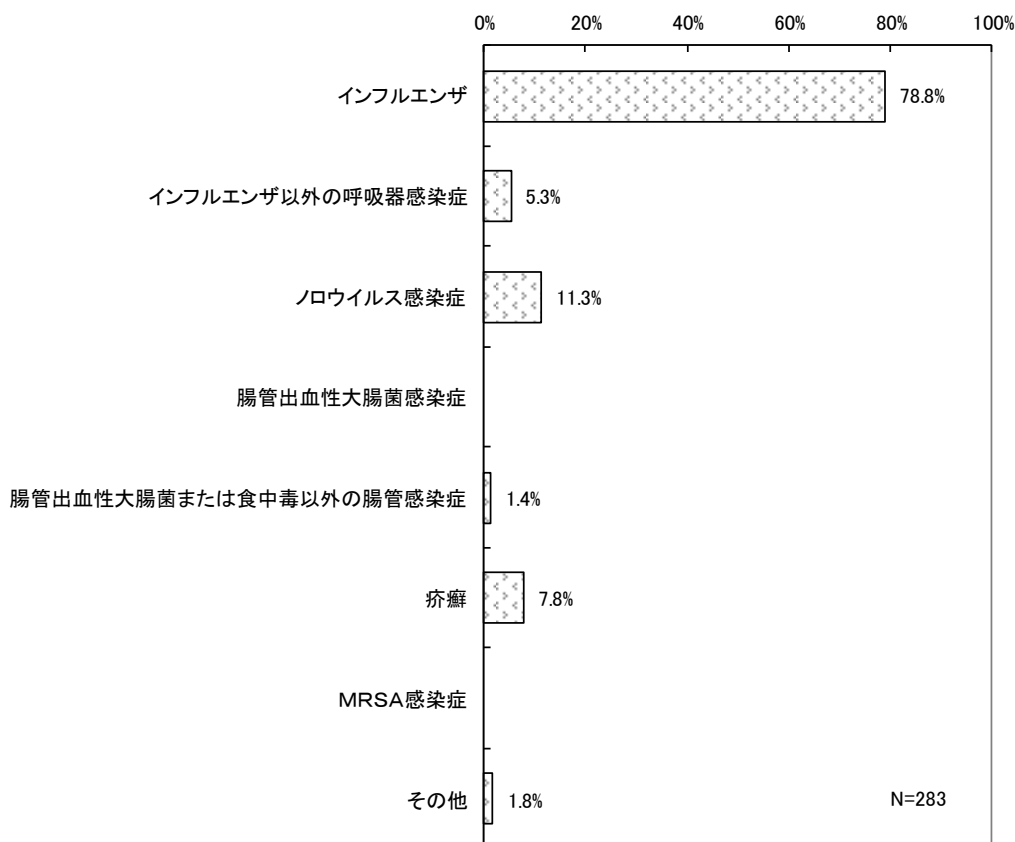 0% 20% 40% 60% 80% 100%
インフルエンザ 78.8%
インフルエンザ以外の呼吸器感染症 5.3%
ノロウイルス感染症 11.3%
腸管出血性大腸菌感染症
腸管出血性大腸菌または食中毒以外の腸管感染症 1.4%
疥癬 7.8%
MRSA感染症
その他 1.8% N=283